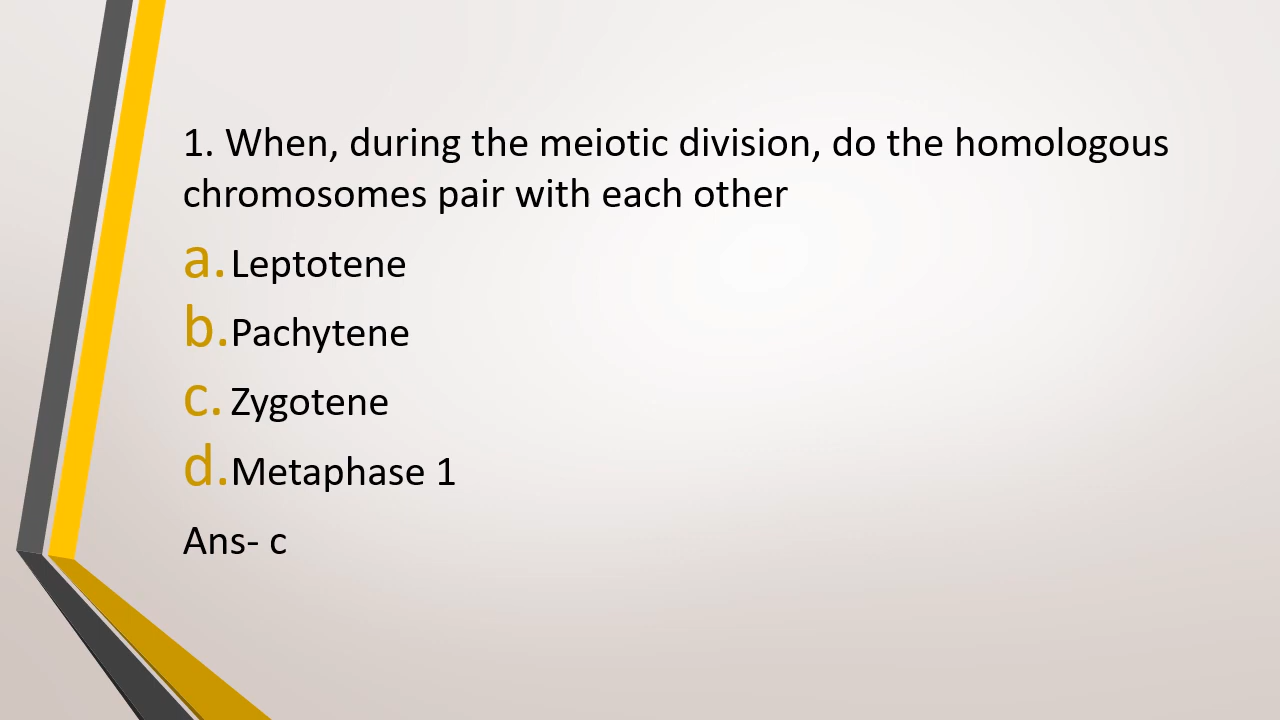 1. When, during the meiotic division, do the homologous
chromosomes pair with each other
a. Leptotene
b. Pachytene
c. Zygotene
d. Metaphase 1
Ans- c